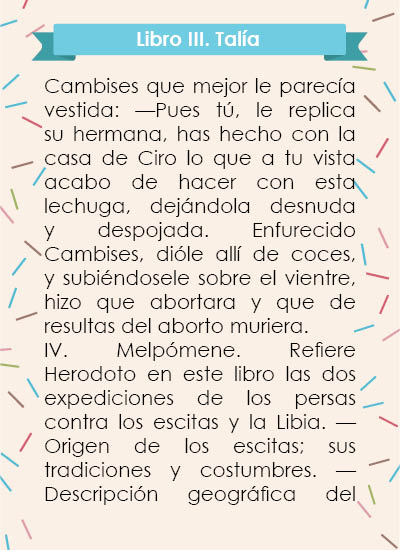 Libro III. Talía
Cambises que mejor le parecía
vestida: —Pues tú, le replica
su hermana, has hecho con la
casa de Ciro lo que a tu vista
acabo de hacer con esta
lechuga, dejándola desnuda
y despojada. Enfurecido
Cambises, dióle allí de coces,
y subiéndosele sobre el vientre,
hizo que abortara y que de
resultas del aborto muriera.
IV. Melpómene. Refiere
Herodoto en este libro las dos
expediciones de los persas
contra los escitas y la Libia. —
Origen de los escitas; sus
tradiciones y costumbres. —
Descripción geográfica del